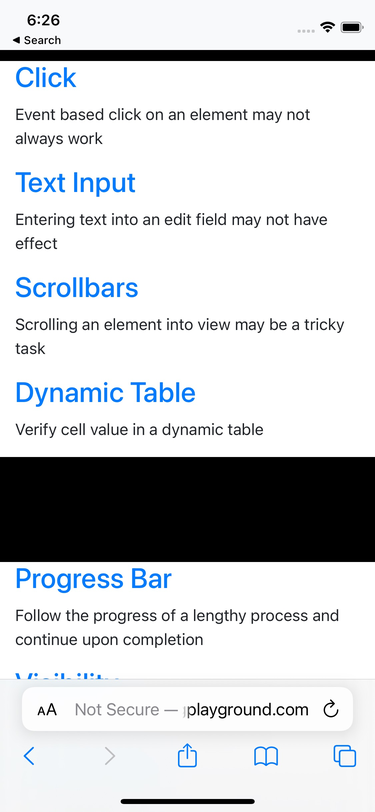 6:26
◀ Search
Click
Event based click on an element may not
always work
Text Input
Entering text into an edit field may not have
effect
Scrollbars
Scrolling an element into view may be a tricky
task
Dynamic Table
Verify cell value in a dynamic table
Progress Bar
Follow the progress of a lengthy process and
continue upon completion
Visibility
AA Not Secure — playground.com